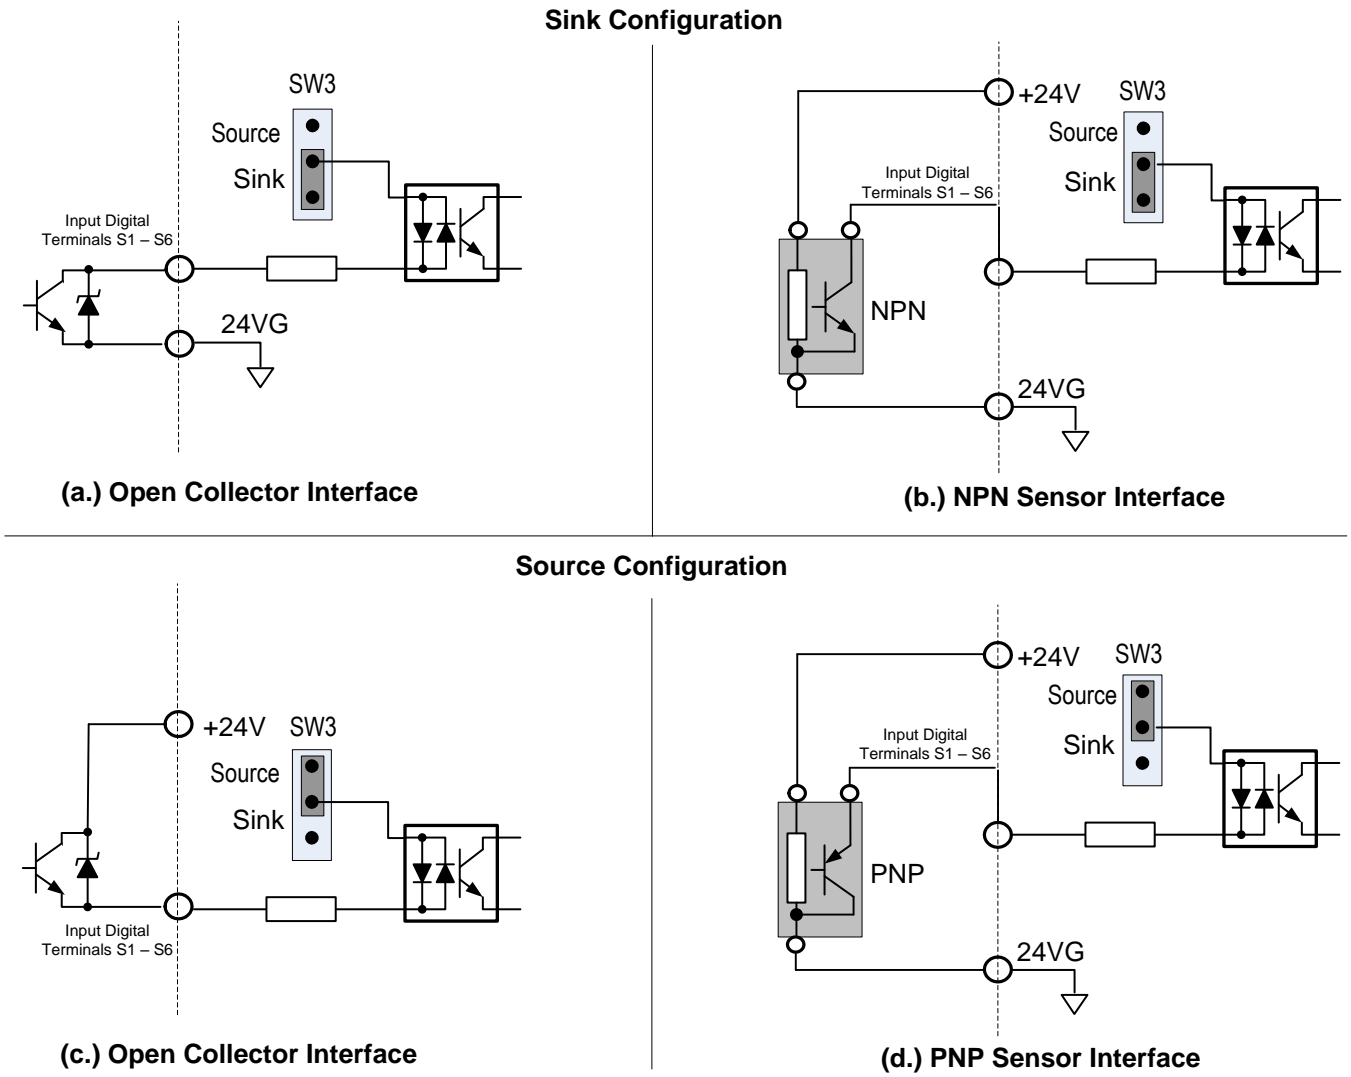 Sink Configuration
SW3
Source
Sink
Input Digital
Terminals S1 – S6
24VG
(a.) Open Collector Interface
+24V
SW3
Source
Sink
Input Digital
Terminals S1 – S6
NPN
24VG
(b.) NPN Sensor Interface
Source Configuration
+24V
SW3
Source
Sink
Input Digital
Terminals S1 – S6
(c.) Open Collector Interface
+24V
SW3
Source
Sink
Input Digital
Terminals S1 – S6
PNP
24VG
(d.) PNP Sensor Interface